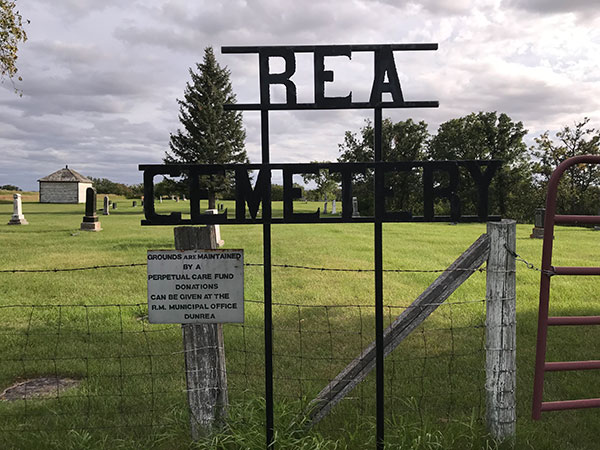 REA
CEMETERY
GROUNDS ARE MAINTAINED
BY A
PERPETUAL CARE FUND
DONATIONS
CAN BE GIVEN AT THE
R.M. MUNICIPAL OFFICE
DUNREA